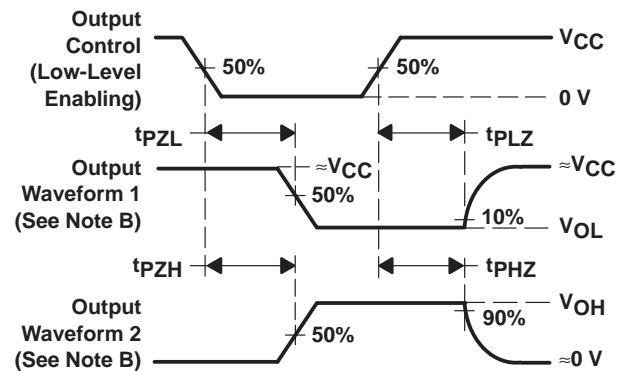 Output
Control
(Low-Level
Enabling)
50%
50%
VCC
0 V
tPZL
tPLZ
Output
Waveform 1
(See Note B)
≈VCC
50%
≈VCC
10%
VOL
tPZH
tPHZ
Output
Waveform 2
(See Note B)
50%
VOH
90%
≈0 V